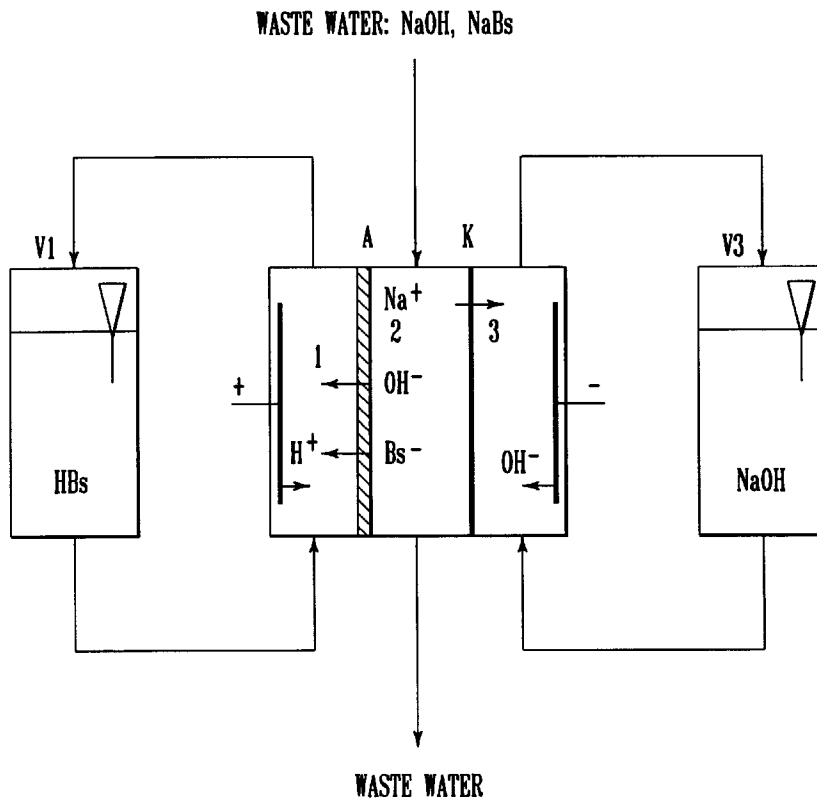 WASTE WATER: NaOH, NaBs
V1
A
K
V3
Na+
2
3
1
+
OH-
-
H+
Bs-
OH-
HBs
NaOH
WASTE WATER